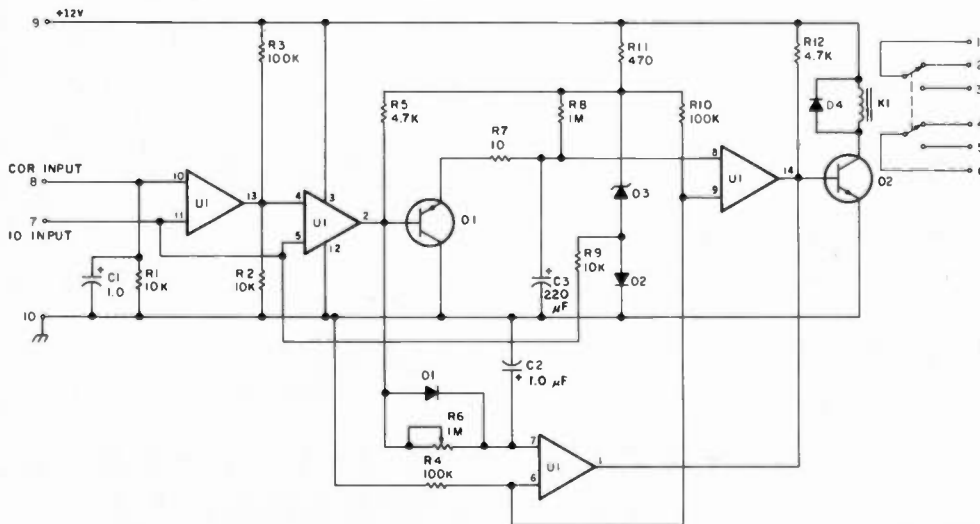 9
+12V
R3
100K
R11
470
R12
4.7K
1
2
3
4
5
6
D4
K1
R5
4.7K
R8
1M
R10
100K
R7
10
COR INPUT
8
10
11
U1
13
4
5
U1
3
2
12
8
9
U1
14
Q2
7
ID INPUT
Q1
D3
R9
10K
D2
C1
1.0
+
R1
10K
R2
10K
+
C3
220
µF
10
C2
+ 1.0 µF
D1
R6
1M
R4
100K
7
6
U1
1